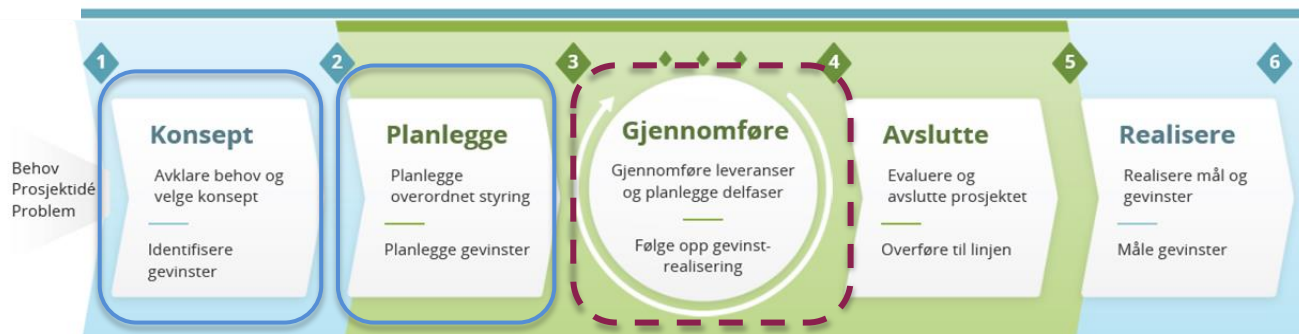 1
2
3
4
5
6
Behov
Prosjektidé
Problem
Konsept
Avklare behov og
velge konsept
Identifisere
gevinster
Planlegge
Planlegge
overordnet styring
Planlegge gevinster
Gjennomføre
Gjennomføre leveranser
og planlegge delfaser
Følge opp gevinst-
realisering
Avslutte
Evaluere og
avslutte prosjektet
Overføre til linjen
Realisere
Realisere mål og
gevinster
Måle gevinster